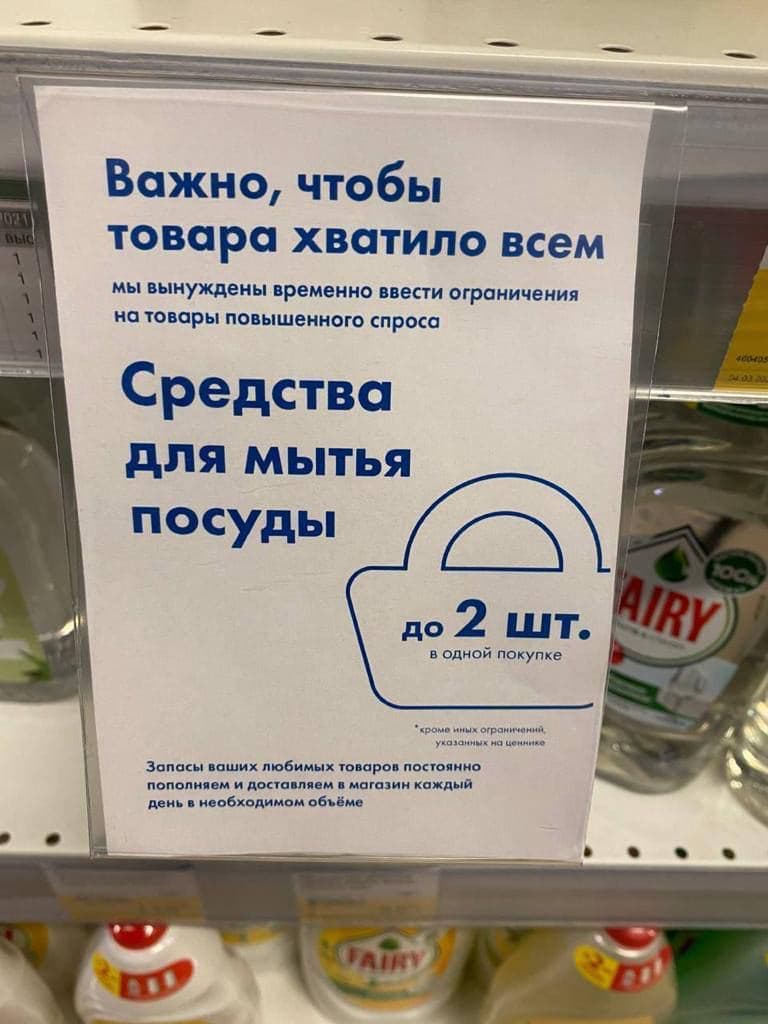 Важно, чтобы
товара хватило всем
мы вынуждены временно ввести ограничения
на товары повышенного спроса
Средства
для мытья
посуды
до 2 шт.
в одной покупке
*кроме иных ограничений,
указанных на ценнике
Запасы ваших любимых товаров постоянно
пополняем и доставляем в магазин каждый
день в необходимом объёме
AIRY
100%
FAIRY